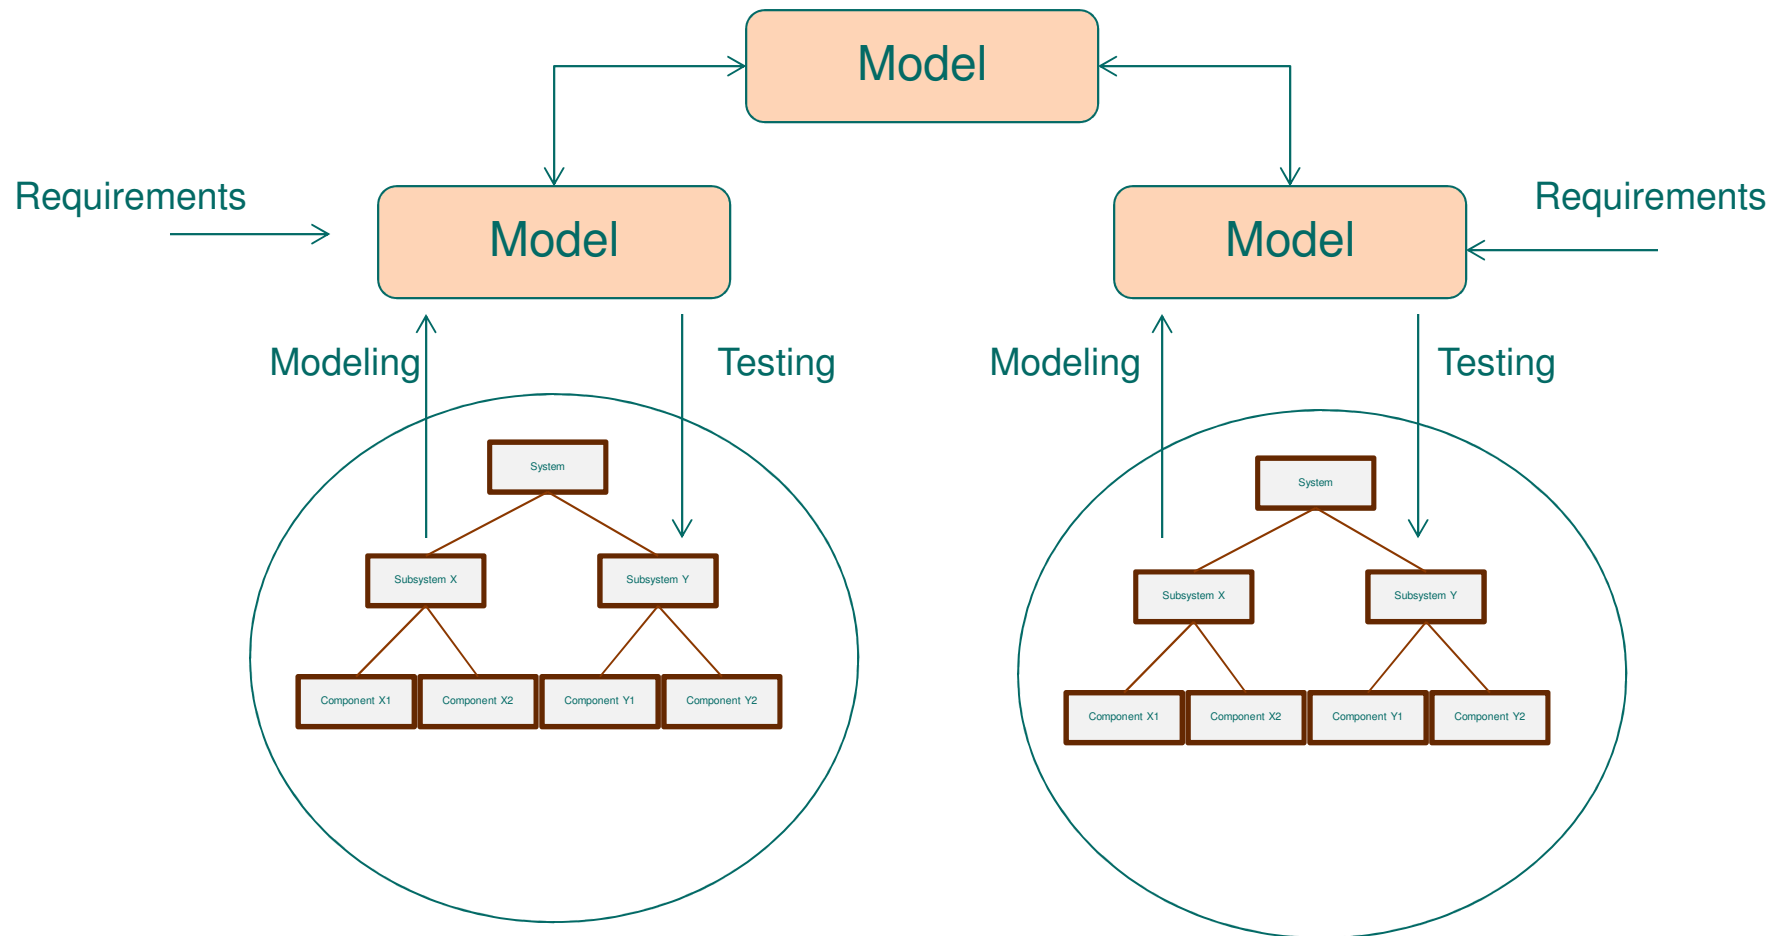 Model
Requirements
Model
Model
Requirements
Modeling
Testing
Modeling
Testing
System
Subsystem X
Subsystem Y
Component X1
Component X2
Component Y1
Component Y2
System
Subsystem X
Subsystem Y
Component X1
Component X2
Component Y1
Component Y2